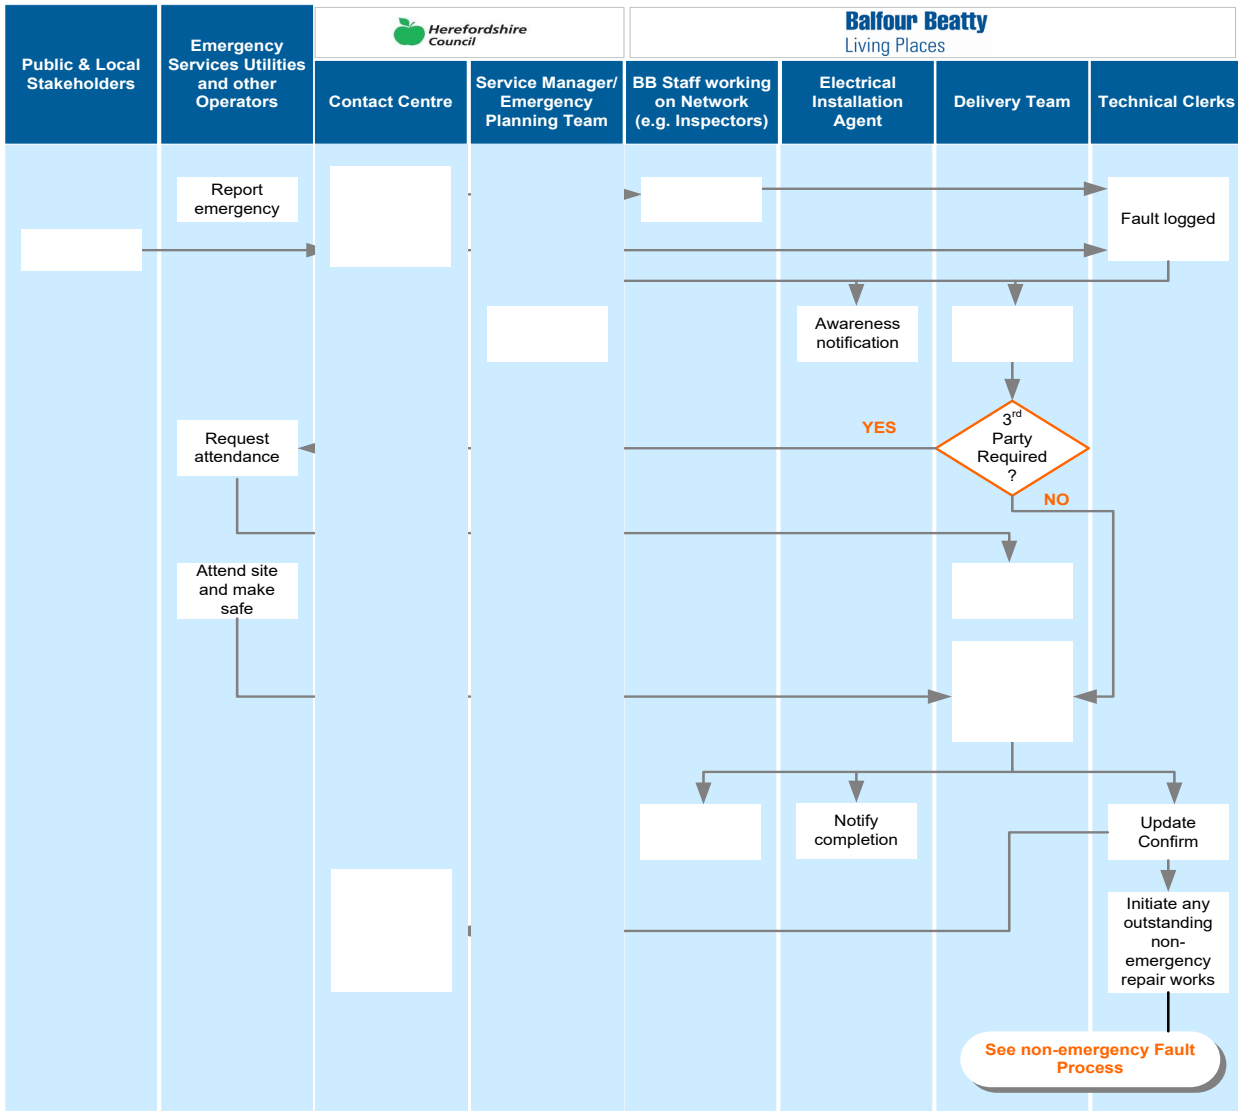 Herefordshire
Council
Balfour Beatty
Living Places
Public & Local
Stakeholders
Emergency
Services Utilities
and other
Operators
Contact Centre
Service Manager/
Emergency
Planning Team
BB Staff working
on Network
(e.g. Inspectors)
Electrical
Installation
Agent
Delivery Team
Technical Clerks
Report
emergency
Fault logged
Awareness
notification
3rd
Party
Required
?
YES
NO
Request
attendance
Attend site
and make
safe
Notify
completion
Update
Confirm
Initiate any
outstanding
non-
emergency
repair works
See non-emergency Fault
Process